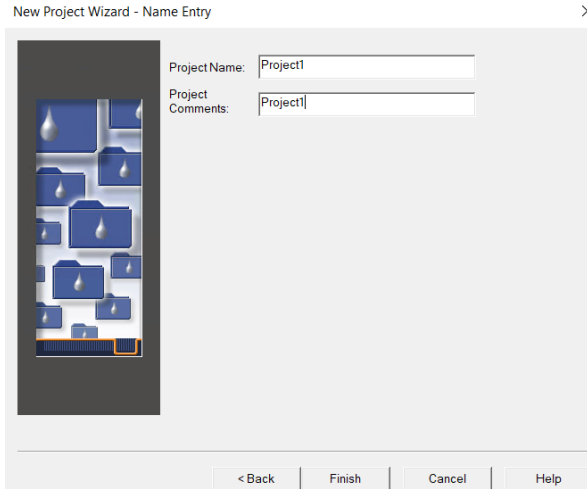 New Project Wizard - Name Entry
Project Name: Project1
Project
Comments: Project1
< Back Finish Cancel Help